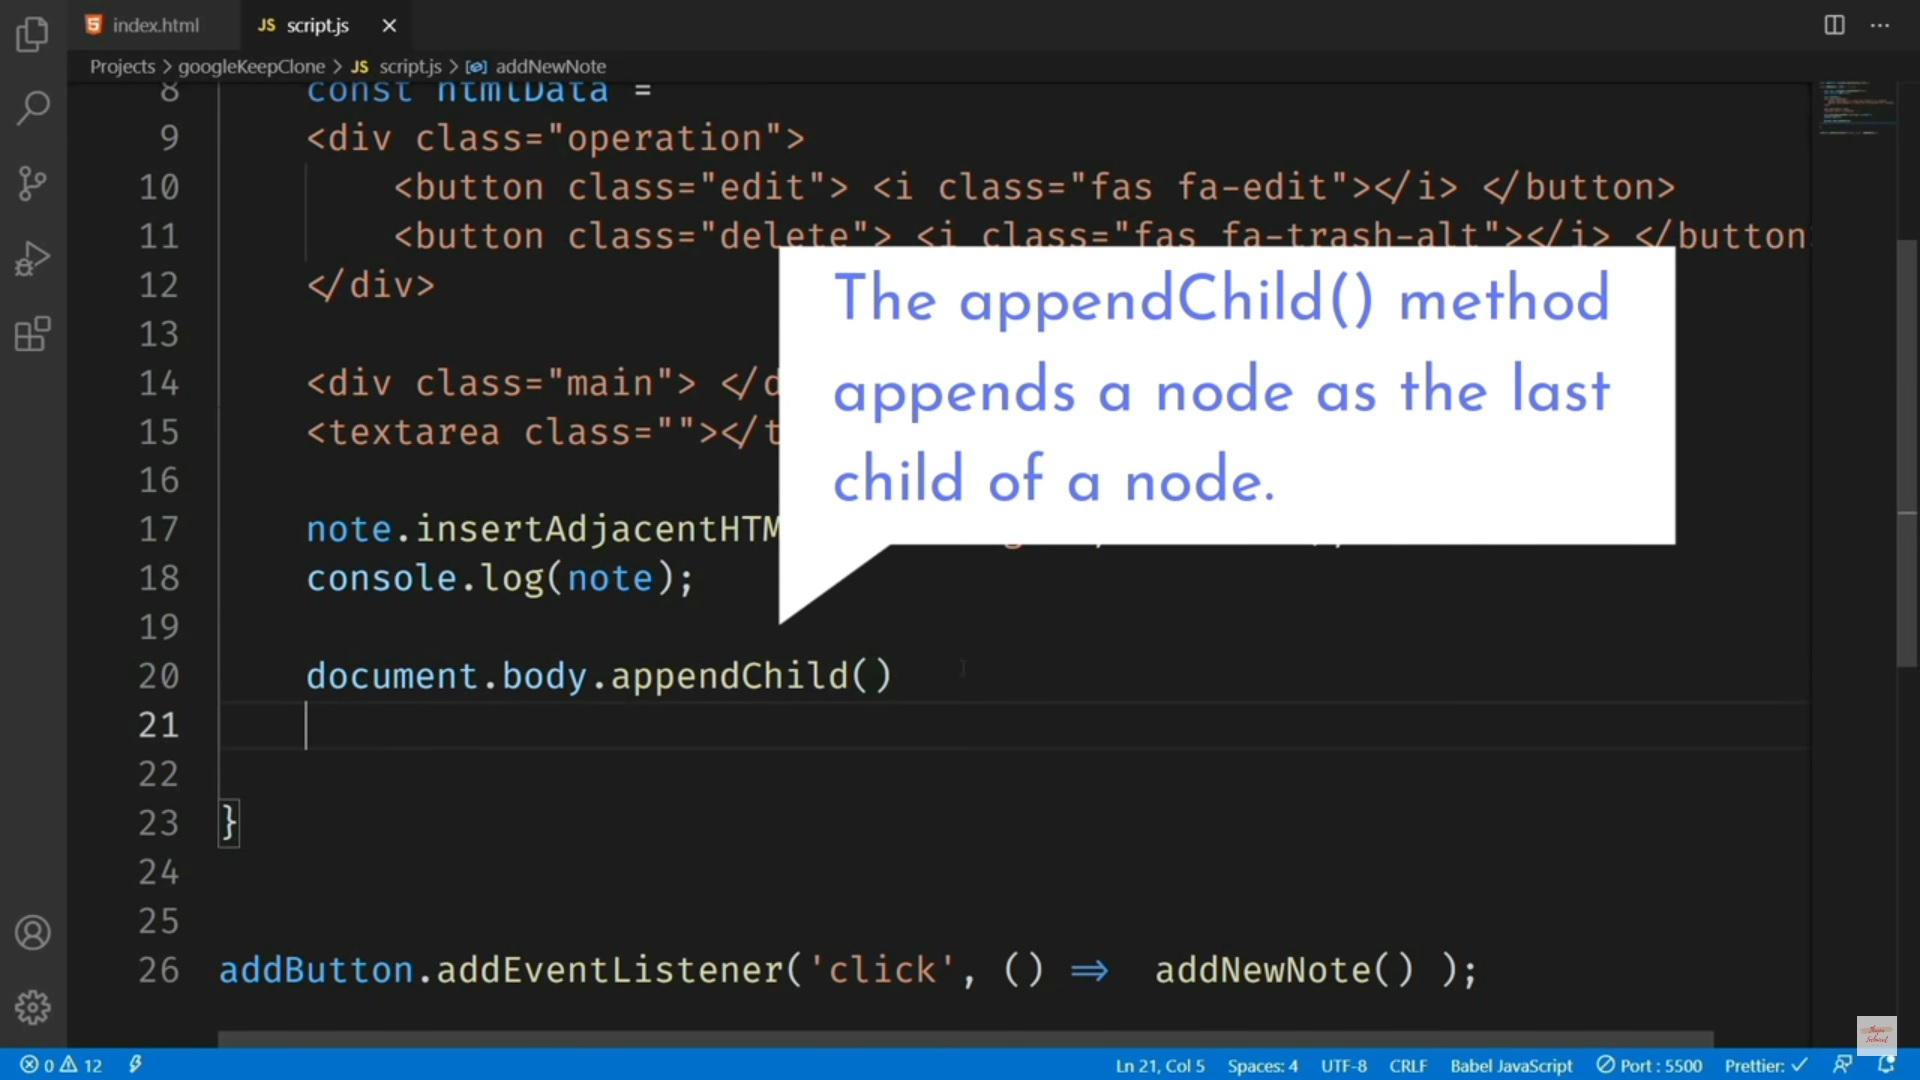 index.html
JS script.js
Projects > googleKeepClone > JS script.js > addNewNote
8 const htmlData =
9 <div class="operation">
10 <button class="edit"> <i class="fas fa-edit"></i> </button>
11 <button class="delete"> <i class="fas fa-trash-alt"></i> </button
12 </div>
13
14 <div class="main"> </d
15 <textarea class=""></t
16
17 note.insertAdjacentHTM
18 console.log(note);
19
20 document.body.appendChild()
21
22
23 }
24
25
26 addButton.addEventListener('click', () => addNewNote() );
The appendChild() method
appends a node as the last
child of a node.
0 12 Ln 21, Col 5 Spaces: 4 UTF-8 CRLF Babel JavaScript Port : 5500 Prettier: ✓